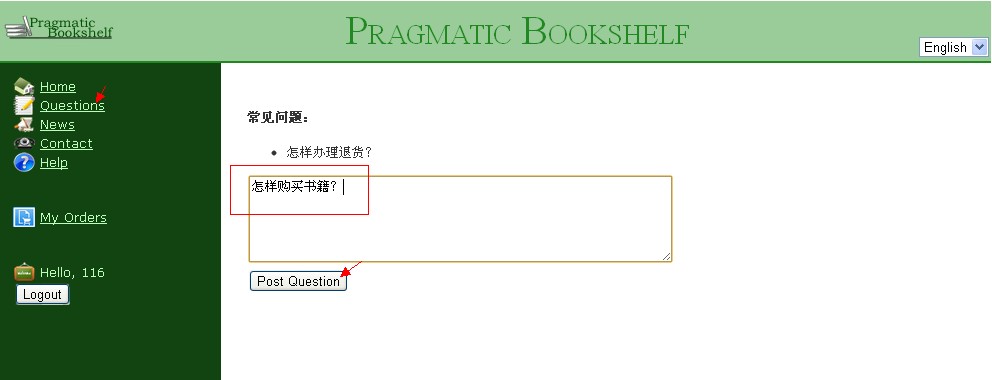 Pragmatic
Bookshelf
PRAGMATIC BOOKSHELF
English
Home
Questions
News
Contact
Help
My Orders
Hello, 116
Logout
常见问题：
• 怎样办理退货？
怎样购买书籍？
Post Question